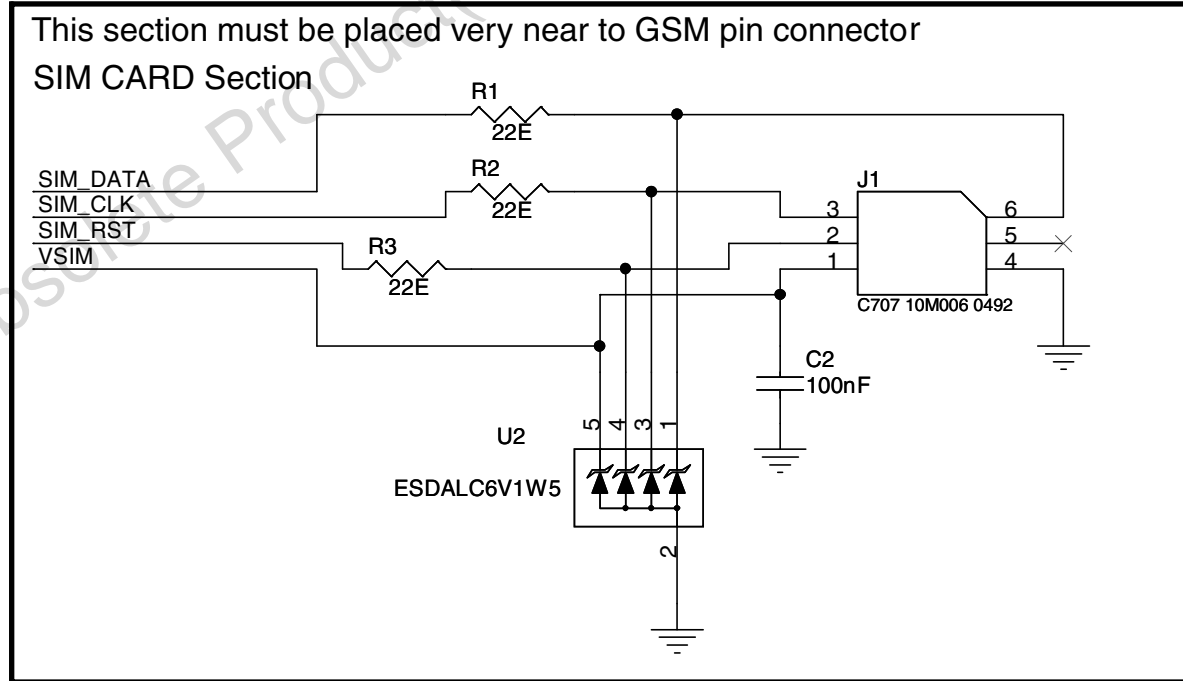 This section must be placed very near to GSM pin connector
SIM CARD Section
R1
22E
SIM_DATA
R2
J1
SIM_CLK
22E
3
6
SIM_RST
R3
2
5
VSIM
22E
1
4
C707 10M006 0492
C2
100nF
U2
5
4
3
1
ESDALC6V1W5
2